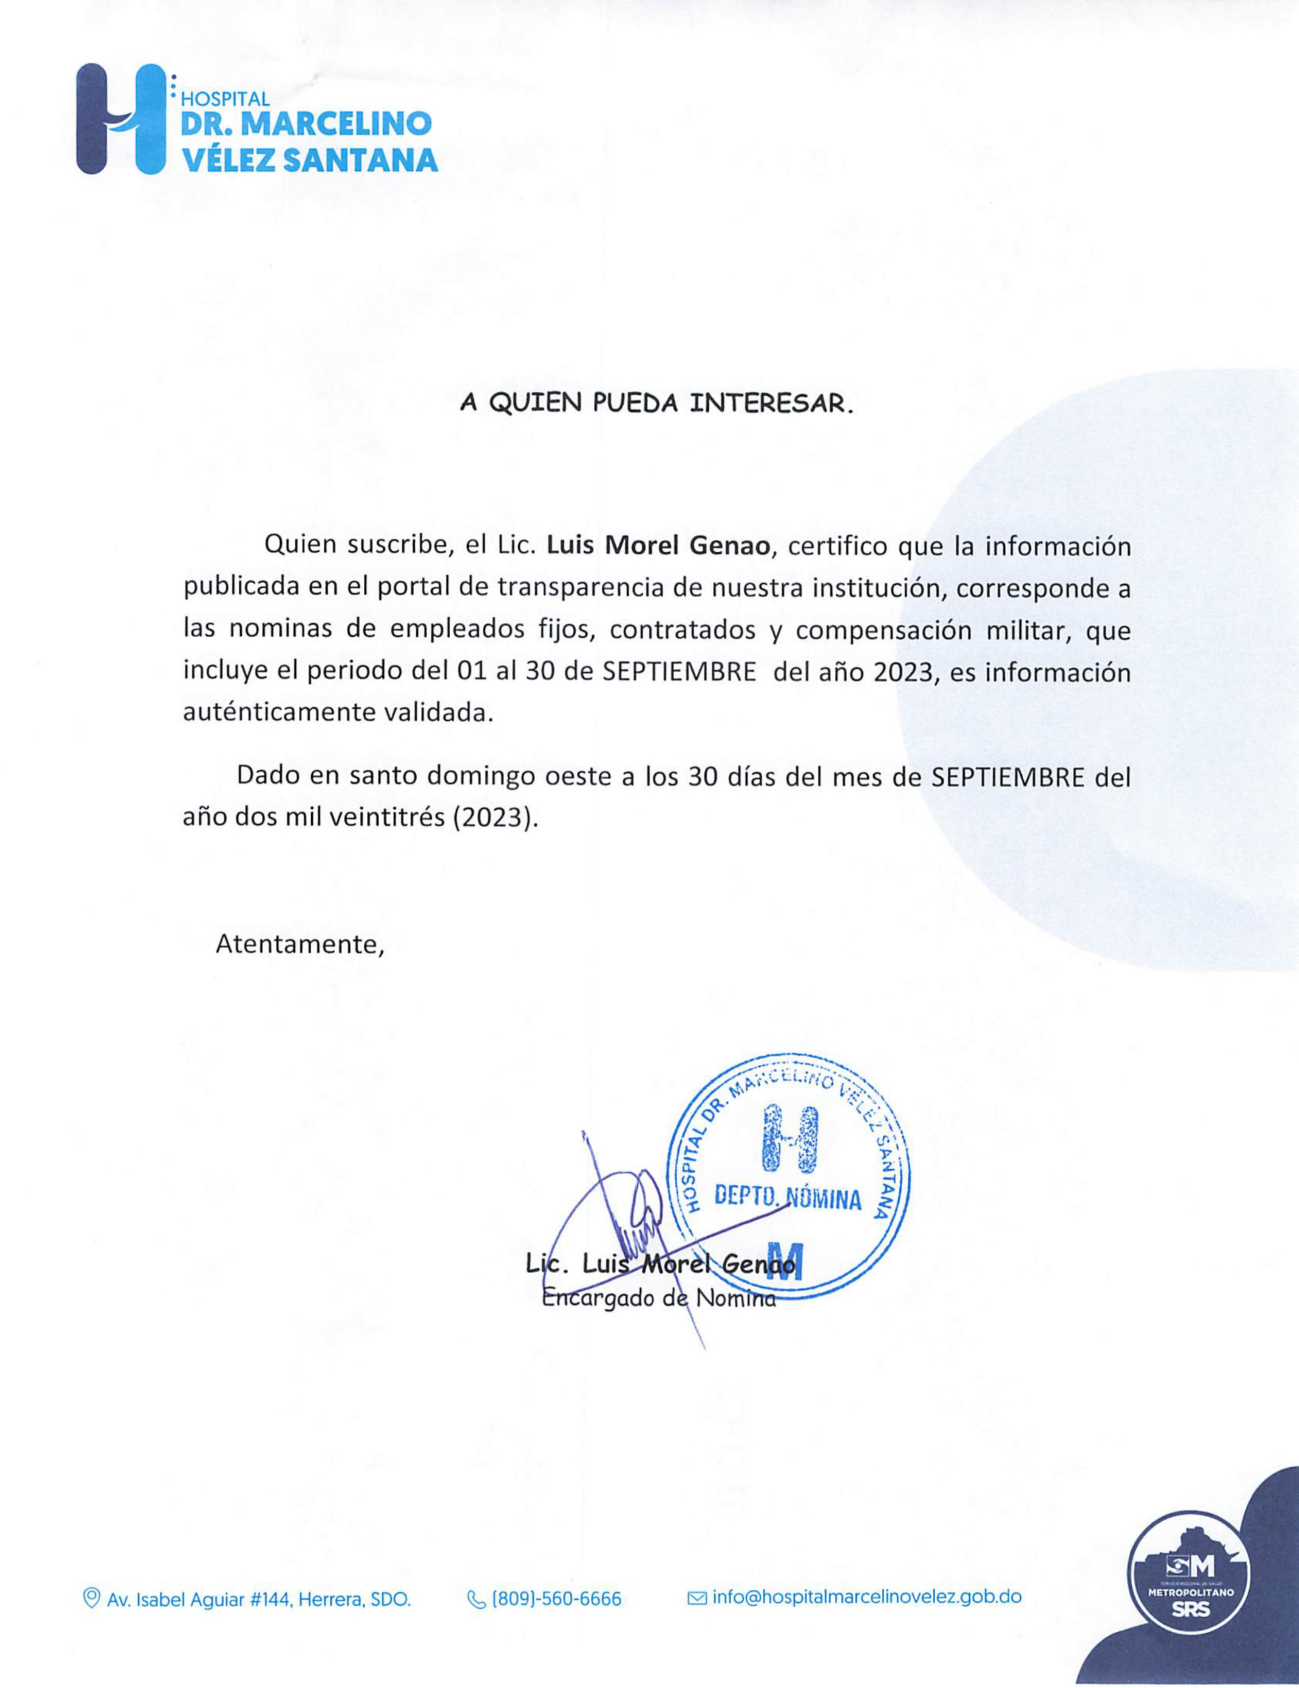 HOSPITAL
DR. MARCELINO
VÉLEZ SANTANA
A QUIEN PUEDA INTERESAR.
Quien suscribe, el Lic. Luis Morel Genao, certifico que la información
publicada en el portal de transparencia de nuestra institución, corresponde a
las nominas de empleados fijos, contratados y compensación militar, que
incluye el periodo del 01 al 30 de SEPTIEMBRE del año 2023, es información
auténticamente validada.
Dado en santo domingo oeste a los 30 días del mes de SEPTIEMBRE del
año dos mil veintitrés (2023).
Atentamente,
HOSPITAL DR. MARCELINO VÉLEZ SANTANA
DEPTO. NÓMINA
M
Lic. Luis Morel Genao
Encargado de Nomina
Av. Isabel Aguiar #144, Herrera, SDO.
(809)-560-6666
info@hospitalmarcelinovelez.gob.do
SM
METROPOLITANO
SRS